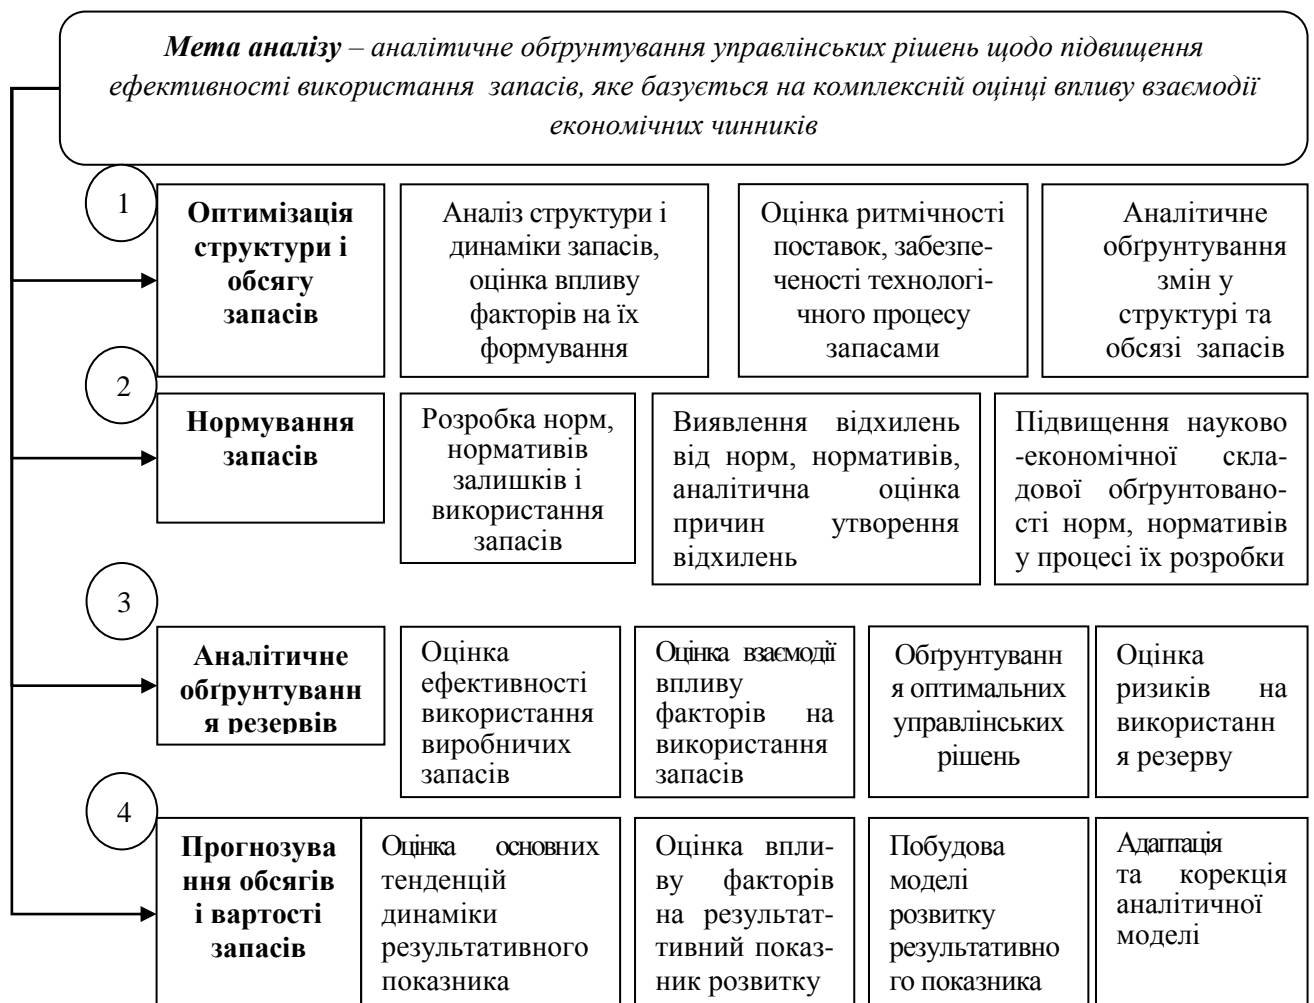 Мета аналізу – аналітичне обґрунтування управлінських рішень щодо підвищення
ефективності використання запасів, яке базується на комплексній оцінці впливу взаємодії
економічних чинників
1
Оптимізація
структури і
обсягу
запасів
Аналіз структури і
динаміки запасів,
оцінка впливу
факторів на їх
формування
Оцінка ритмічності
поставок, забезпе-
ченості технологі-
чного процесу
запасами
Аналітичне
обґрунтування
змін у
структурі та
обсязі запасів
2
Нормування
запасів
Розробка норм,
нормативів
залишків і
використання
запасів
Виявлення відхилень
від норм, нормативів,
аналітична оцінка
причин утворення
відхилень
Підвищення науково
-економічної скла-
дової обґрунтовано-
сті норм, нормативів
у процесі їх розробки
3
Аналітичне
обґрунтуванн
я резервів
Оцінка
ефективності
використання
виробничих
запасів
Оцінка взаємодії
впливу
факторів на
використання
запасів
Обґрунтуванн
я оптимальних
управлінських
рішень
Оцінка
ризиків на
використанн
я резерву
4
Прогнозува
ння обсягів
і вартості
запасів
Оцінка основних
тенденцій
динаміки
результативного
показника
Оцінка впли-
ву факторів
на результат-
тивний показ-
ник розвитку
Побудова
моделі
розвитку
результативно
го показника
Адаптація
та корекція
аналітичної
моделі